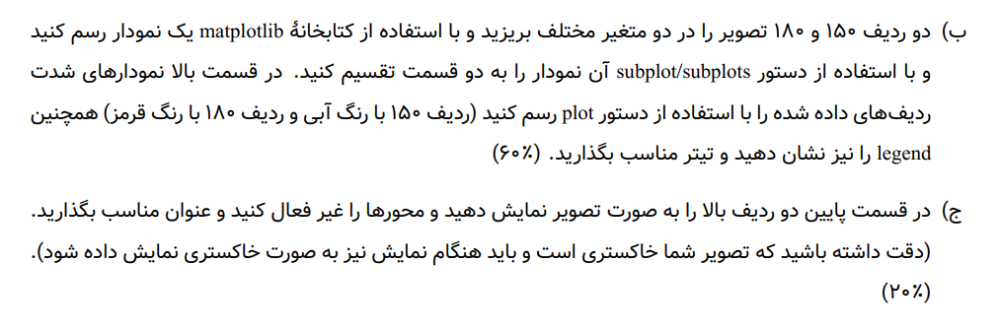 ب) دو ردیف ۱۵۰ و ۱۸۰ تصویر را در دو متغیر مختلف بریزید و با استفاده از کتابخانهٔ matplotlib یک نمودار رسم کنید
و با استفاده از دستور subplot/subplots آن نمودار را به دو قسمت تقسیم کنید. در قسمت بالا نمودارهای شدت
ردیف‌های داده شده را با استفاده از دستور plot رسم کنید (ردیف ۱۵۰ با رنگ آبی و ردیف ۱۸۰ با رنگ قرمز) همچنین
legend را نیز نشان دهید و تیتر مناسب بگذارید. (۶۰٪)
ج) در قسمت پایین دو ردیف بالا را به صورت تصویر نمایش دهید و محورها را غیر فعال کنید و عنوان مناسب بگذارید.
(دقت داشته باشید که تصویر شما خاکستری است و باید هنگام نمایش نیز به صورت خاکستری نمایش داده شود).
(۲۰٪)